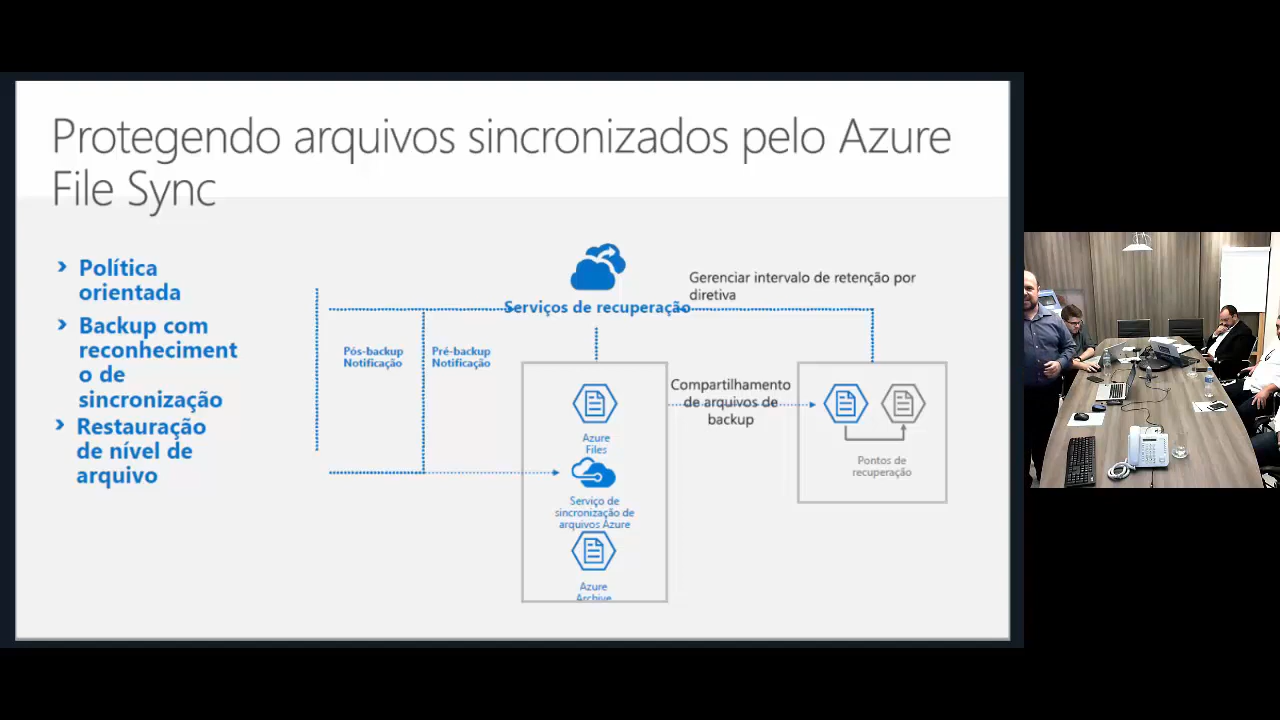 Protegendo arquivos sincronizados pelo Azure
File Sync
Política
orientada
Backup com
reconheciment
o de
sincronização
Restauração
de nível de
arquivo
Serviços de recuperação
Gerenciar intervalo de retenção por
diretiva
Pós-backup
Notificação
Pré-backup
Notificação
Azure
Files
Serviço de
sincronização de
arquivos Azure
Azure
Archive
Compartilhamento
de arquivos de
backup
Pontos de
recuperação